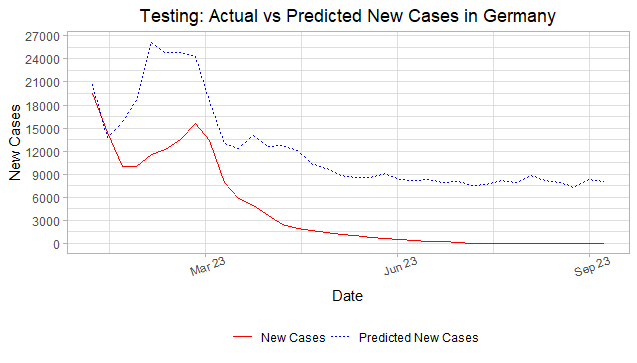 Testing: Actual vs Predicted New Cases in Germany
27000
24000
21000
18000
15000
12000
9000
6000
3000
0
New Cases
Mar 23
Jun 23
Sep 23
Date
New Cases
Predicted New Cases